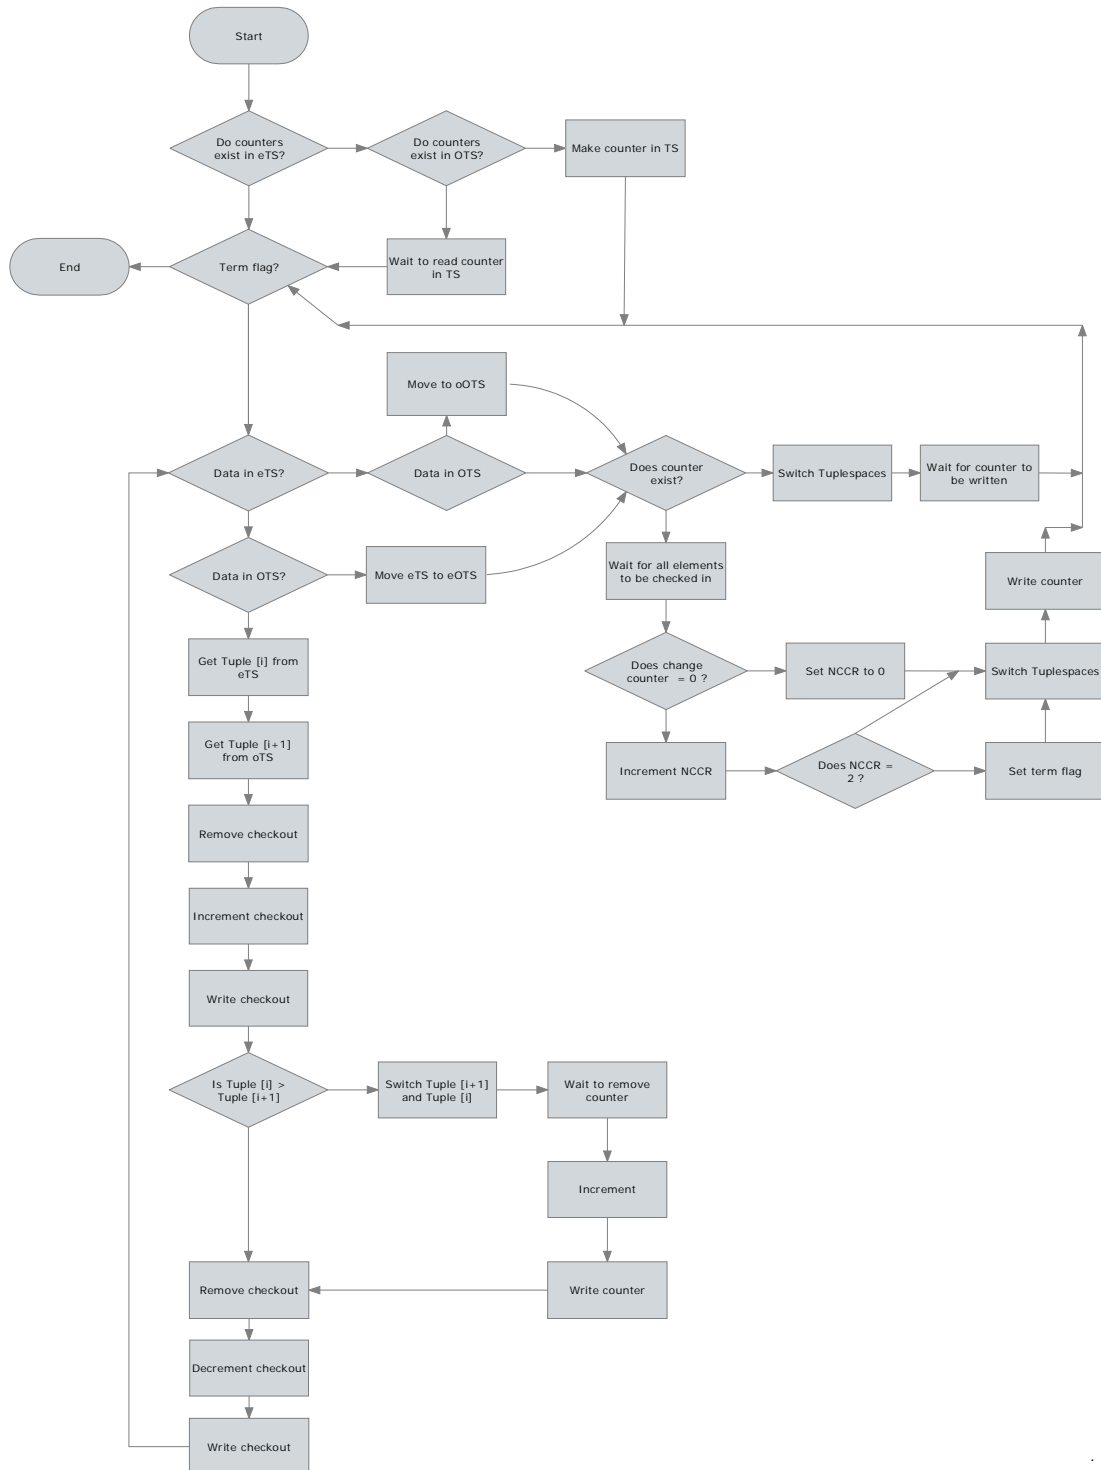 Start
Do counters
exist in eTS?
Do counters
exist in OTS?
Make counter in TS
End
Term flag?
Wait to read counter
in TS
Move to oOTS
Data in eTS?
Data in OTS
Does counter
exist?
Switch Tuplespaces
Wait for counter to
be written
Data in OTS?
Move eTS to eOTS
Wait for all elements
to be checked in
Write counter
Get Tuple [i] from
eTS
Does change
counter = 0 ?
Set NCCR to 0
Switch Tuplespaces
Get Tuple [i+1]
from oTS
Increment NCCR
Does NCCR =
2 ?
Set term flag
Remove checkout
Increment checkout
Write checkout
Is Tuple [i] >
Tuple [i+1]
Switch Tuple [i+1]
and Tuple [i]
Wait to remove
counter
Increment
Remove checkout
Write counter
Decrement checkout
Write checkout
.